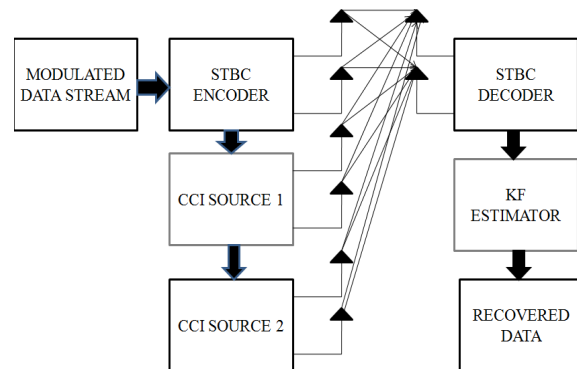 MODULATED
DATA STREAM
STBC
ENCODER
STBC
DECODER
CCI SOURCE 1
KF
ESTIMATOR
CCI SOURCE 2
RECOVERED
DATA